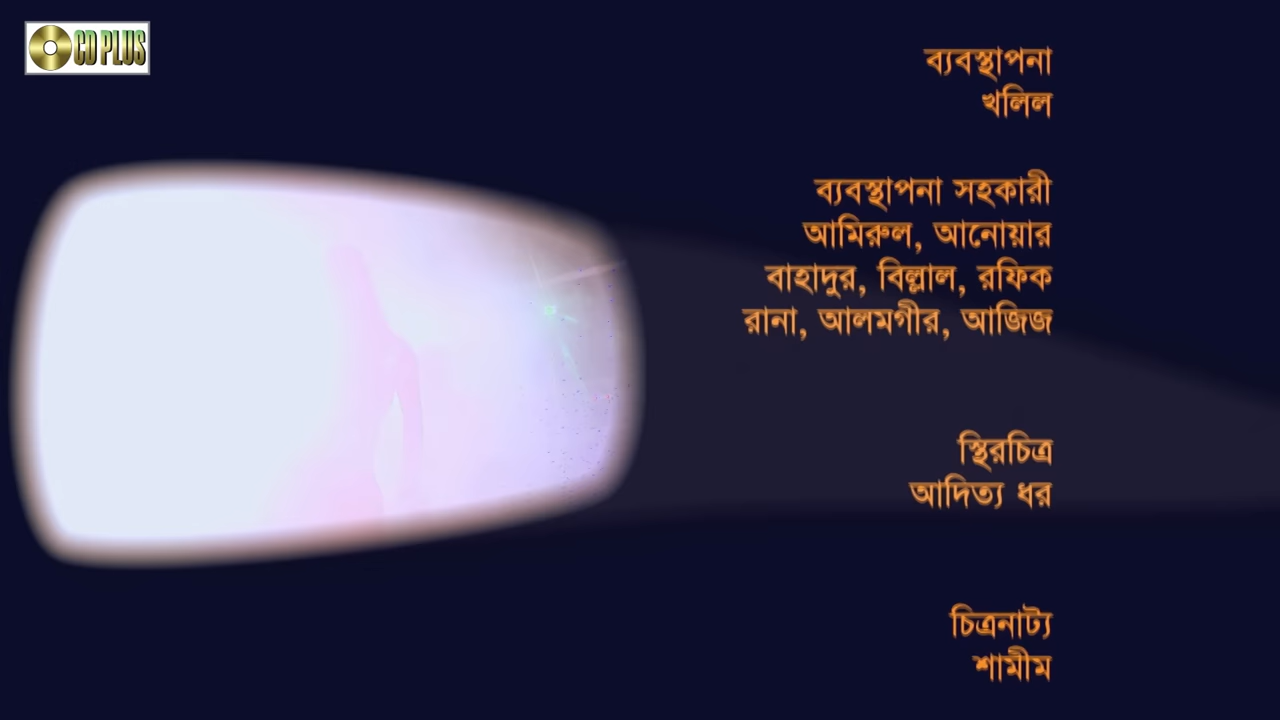 CD PLUS
ব্যবস্থাপনা
খলিল
ব্যবস্থাপনা সহকারী
আমিরুল, আনোয়ার
বাহাদুর, বিল্লাল, রফিক
রানা, আলমগীর, আজিজ
স্থিরচিত্র
আদিত্য ধর
চিত্রনাট্য
শামীম